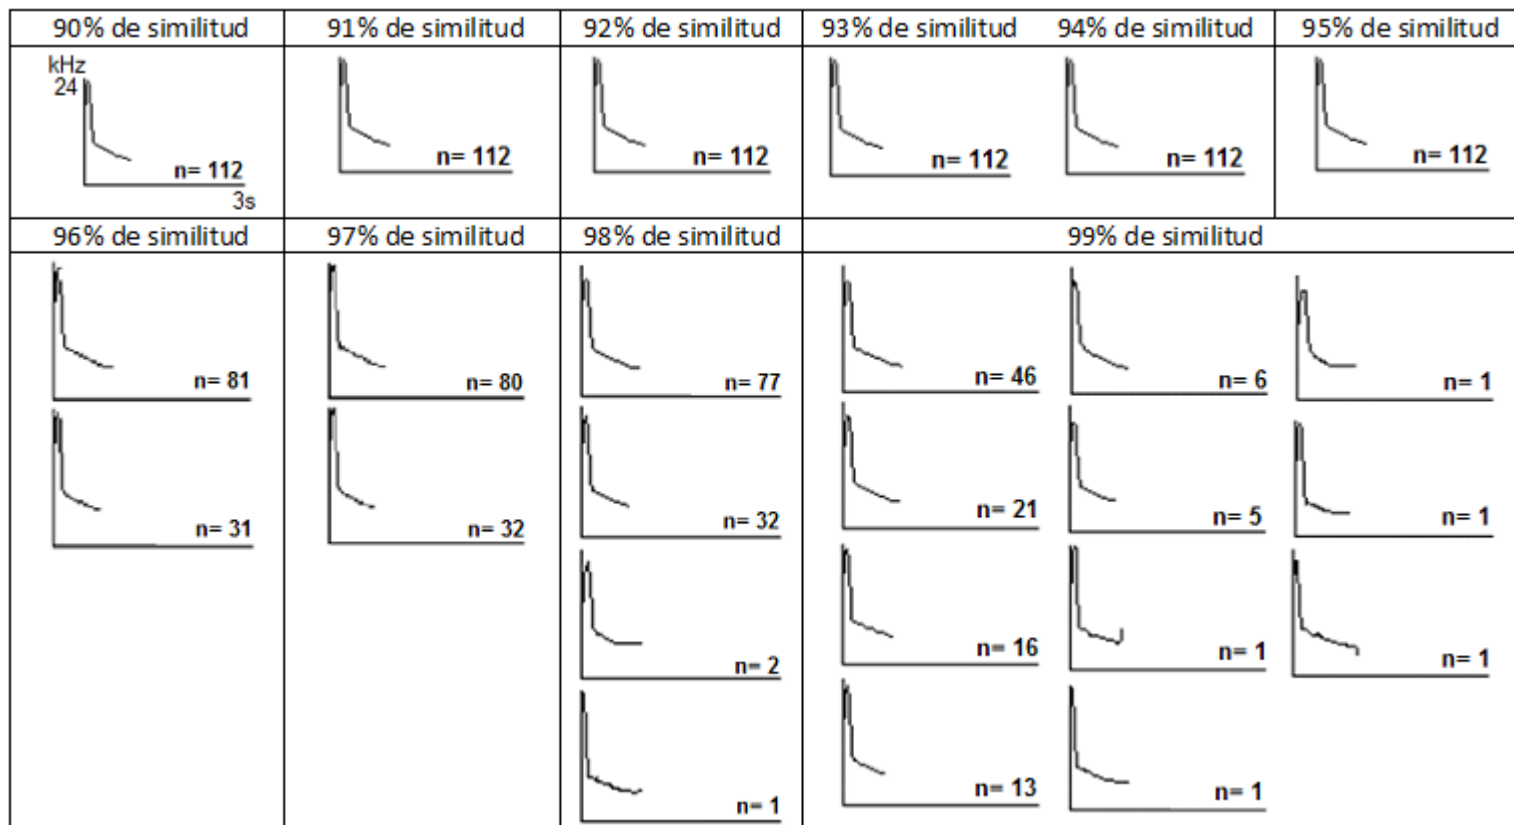 90% de similitud
91% de similitud
92% de similitud
93% de similitud
94% de similitud
95% de similitud
kHz
24
n= 112
3s
n= 112
n= 112
n= 112
n= 112
n= 112
96% de similitud
97% de similitud
98% de similitud
99% de similitud
n= 81
n= 80
n= 77
n= 46
n= 6
n= 1
n= 31
n= 32
n= 32
n= 21
n= 5
n= 1
n= 2
n= 16
n= 1
n= 1
n= 1
n= 13
n= 1